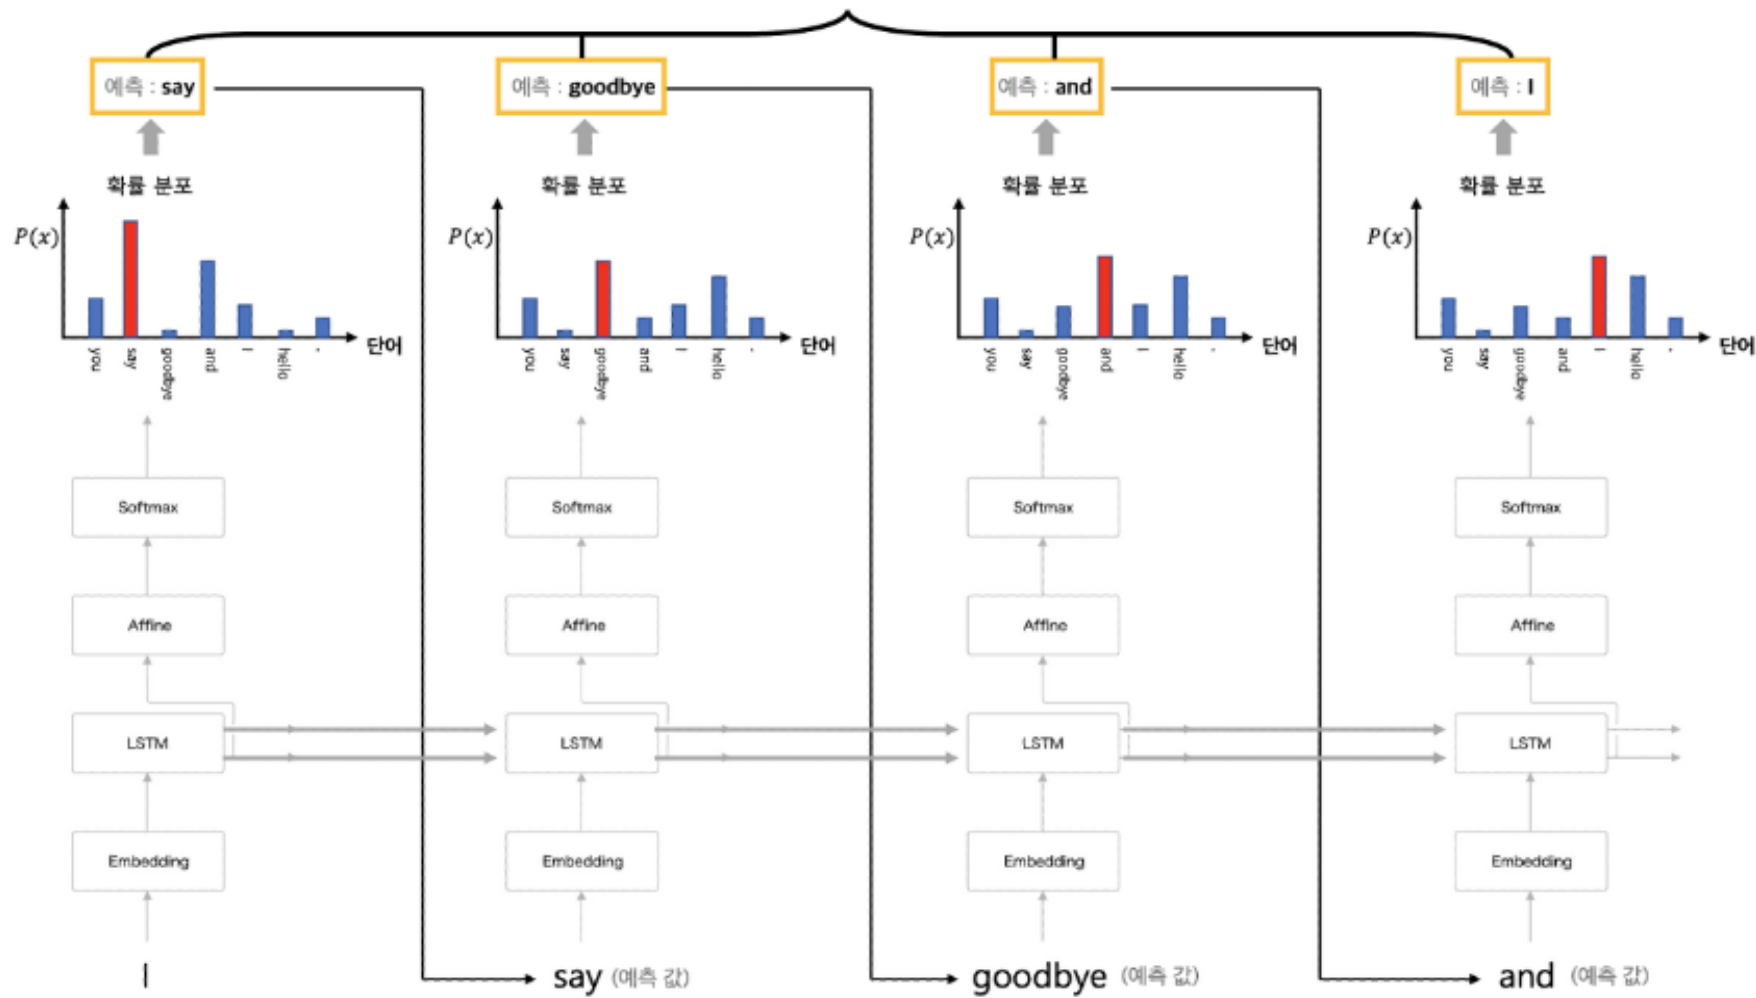 예측 : say
예측 : goodbye
예측 : and
예측 : I
확률 분포
확률 분포
확률 분포
확률 분포
P(x)
P(x)
P(x)
P(x)
you say goodbye and I hello .
단어
you say goodbye and I hello .
단어
you say goodbye and I hello .
단어
you say goodbye and I hello .
단어
Softmax
Softmax
Softmax
Softmax
Affine
Affine
Affine
Affine
LSTM
LSTM
LSTM
LSTM
Embedding
Embedding
Embedding
Embedding
I
say (예측 값)
goodbye (예측 값)
and (예측 값)